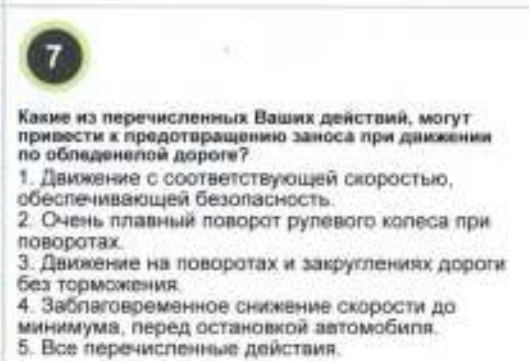 7
Какие из перечисленных Ваших действий, могут
привести к предотвращению заноса при движении
по обледенелой дороге?
1. Движение с соответствующей скоростью,
обеспечивающей безопасность.
2. Очень плавный поворот рулевого колеса при
поворотах.
3. Движение на поворотах и закруглениях дороги
без торможения.
4. Заблаговременное снижение скорости до
минимума, перед остановкой автомобиля.
5. Все перечисленные действия.